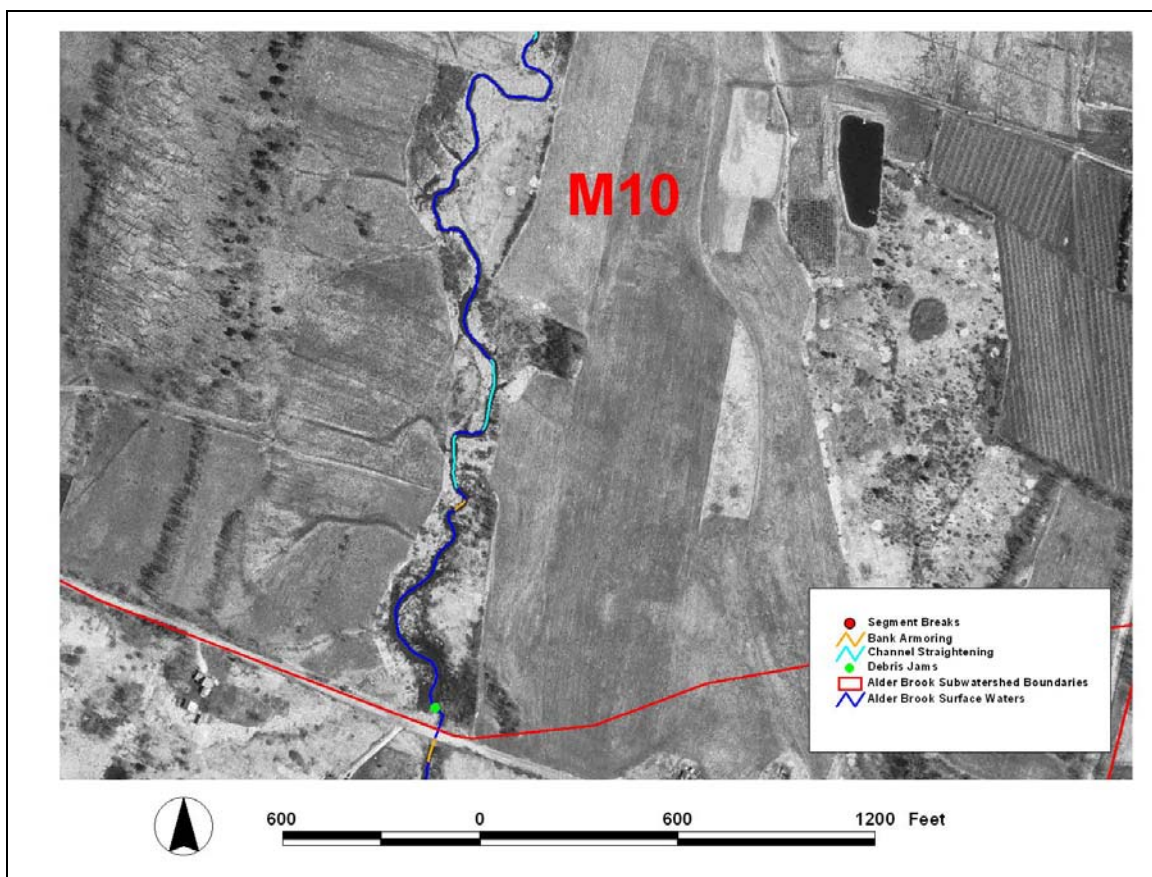 M10
Segment Breaks
Bank Armoring
Channel Straightening
Debris Jams
Alder Brook Subwatershed Boundaries
Alder Brook Surface Waters
600 0 600 1200 Feet